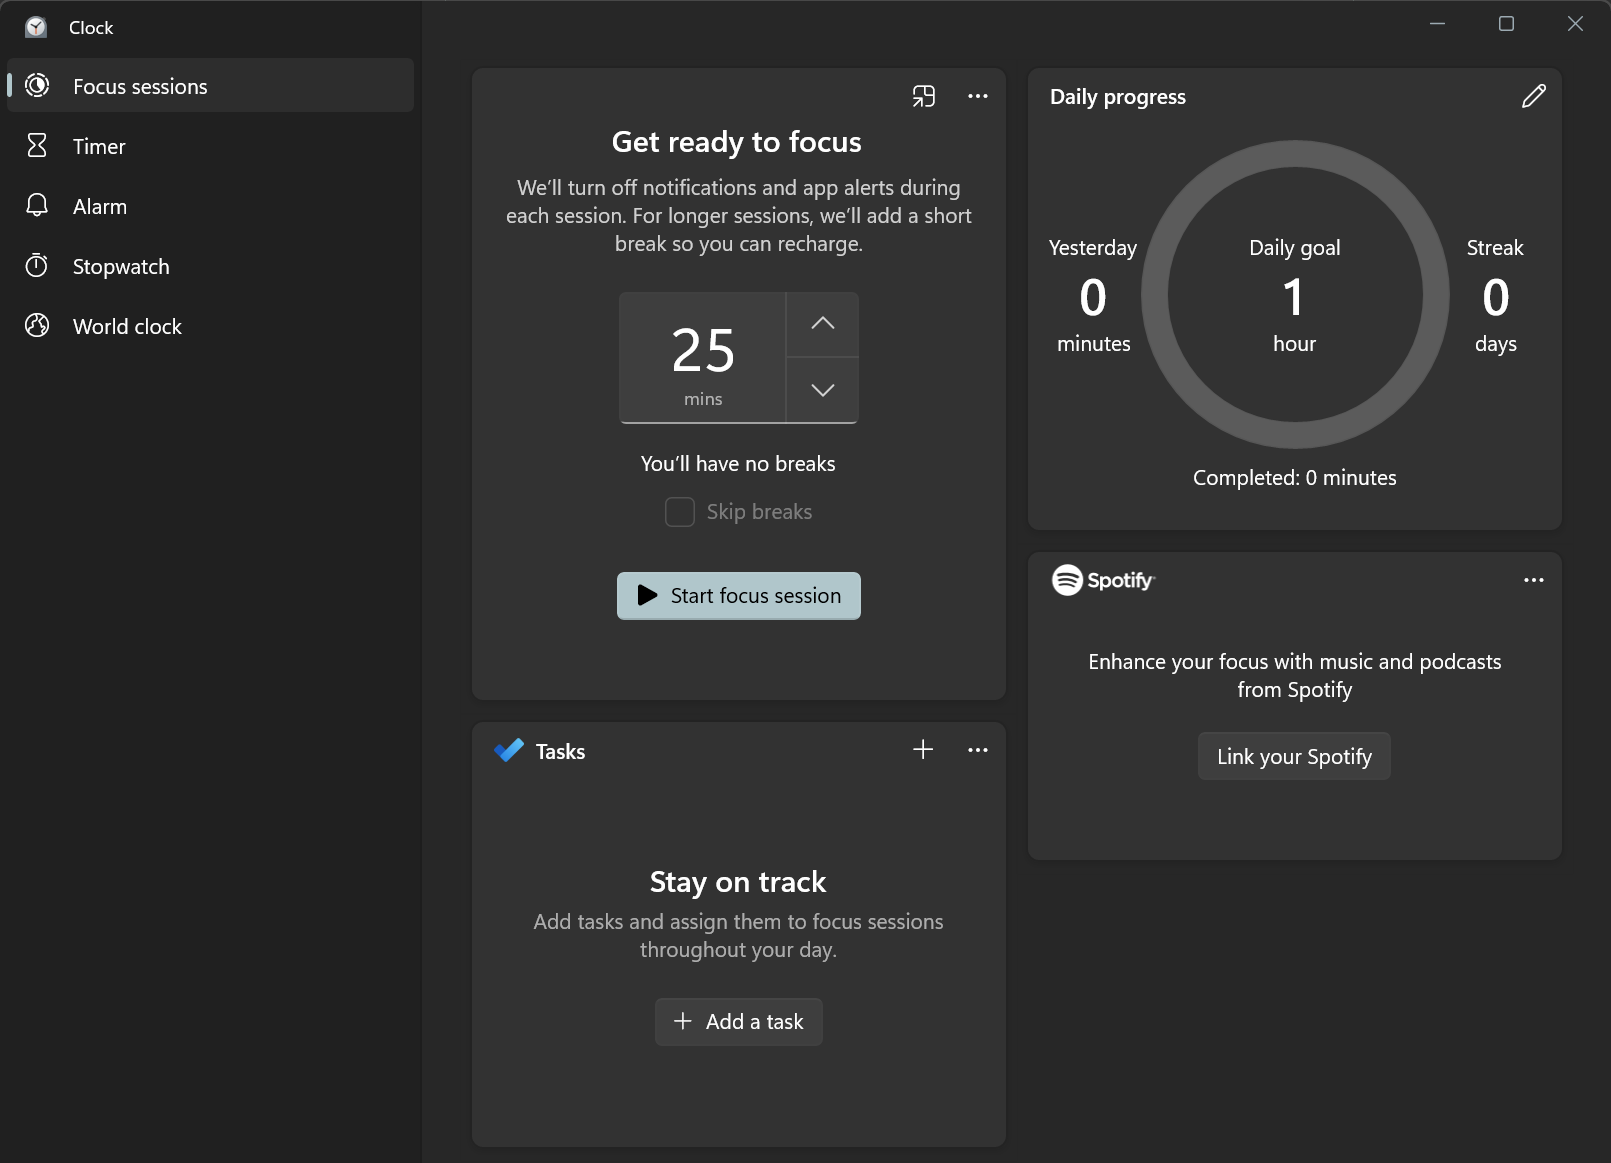 Clock
Focus sessions
Timer
Alarm
Stopwatch
World clock
Get ready to focus
We’ll turn off notifications and app alerts during
each session. For longer sessions, we’ll add a short
break so you can recharge.
25
mins
You’ll have no breaks
Skip breaks
Start focus session
Tasks
Stay on track
Add tasks and assign them to focus sessions
throughout your day.
Add a task
Daily progress
Yesterday
0
minutes
Daily goal
1
hour
Streak
0
days
Completed: 0 minutes
Spotify
Enhance your focus with music and podcasts
from Spotify
Link your Spotify